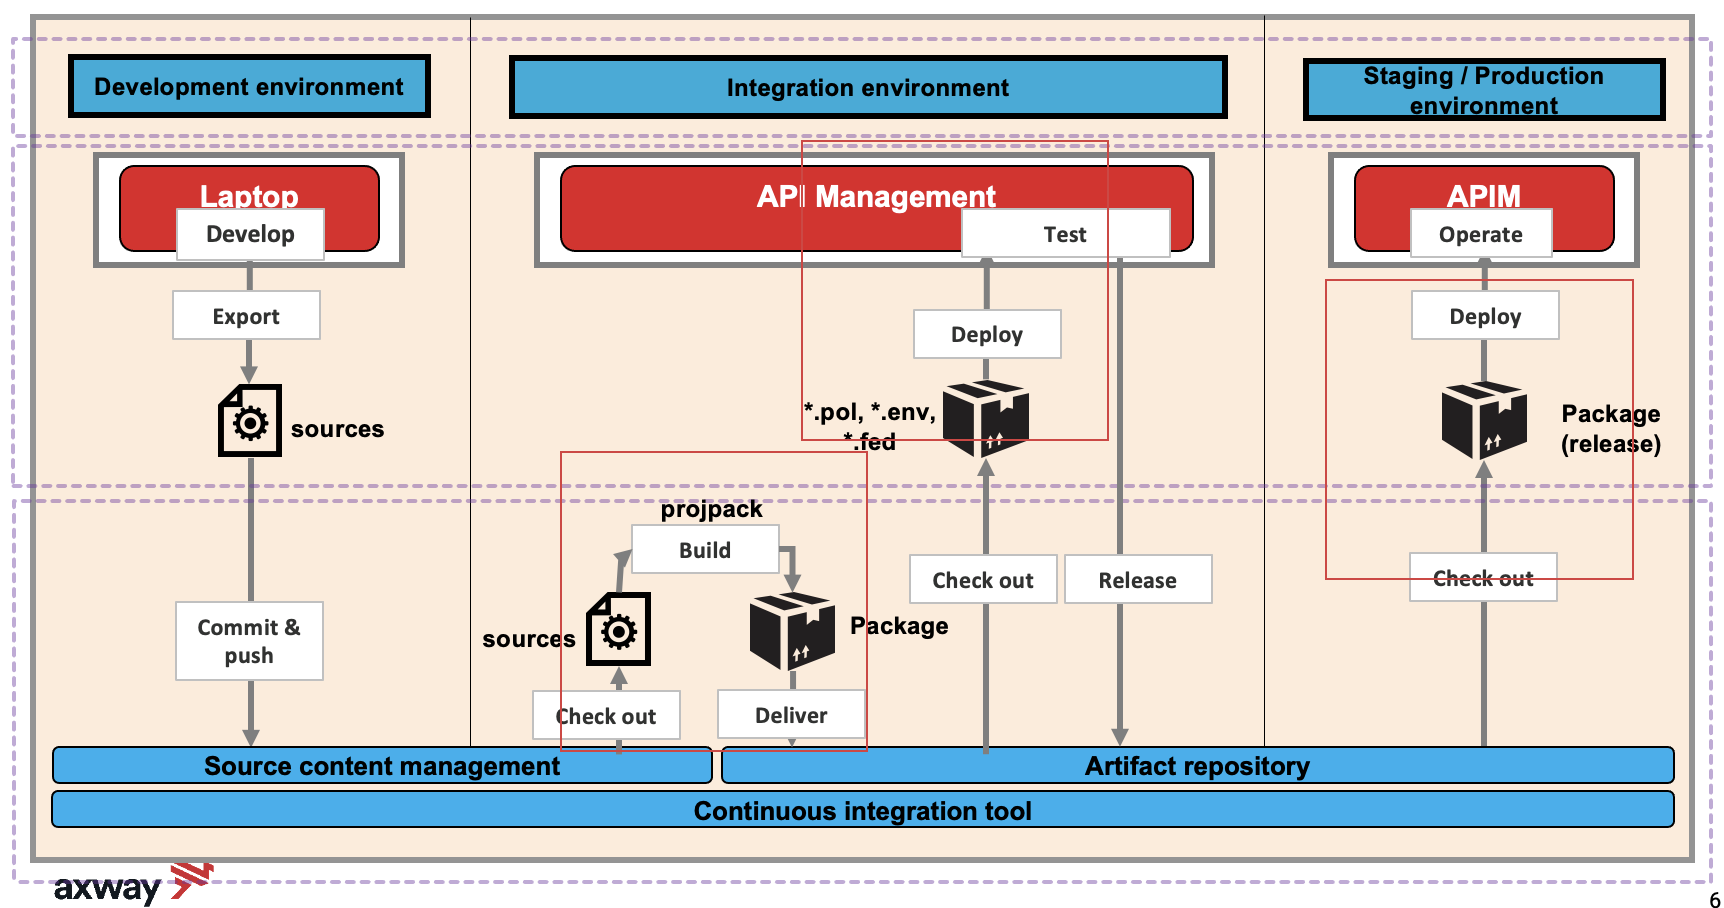 Development environment
Integration environment
Staging / Production
environment
Laptop
Develop
API Management
Test
APIM
Operate
Export
Deploy
Deploy
sources
*.pol, *.env,
*.fed
Package
(release)
projpack
Build
Check out
Release
Check out
Commit &
push
sources
Package
Check out
Deliver
Source content management
Artifact repository
Continuous integration tool
axway
6